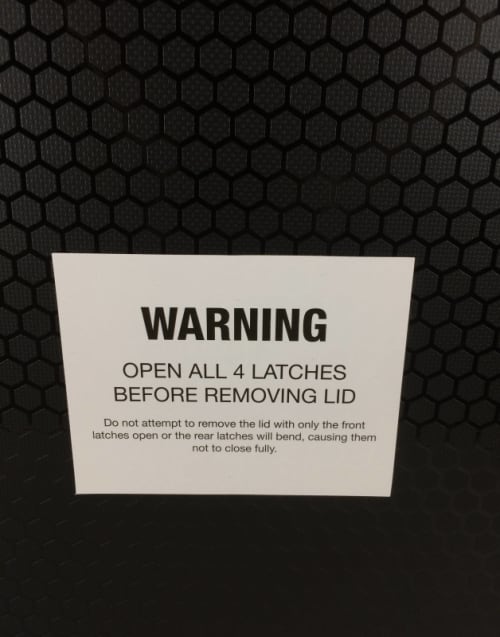 WARNING
OPEN ALL 4 LATCHES
BEFORE REMOVING LID
Do not attempt to remove the lid with only the front
latches open or the rear latches will bend, causing them
not to close fully.